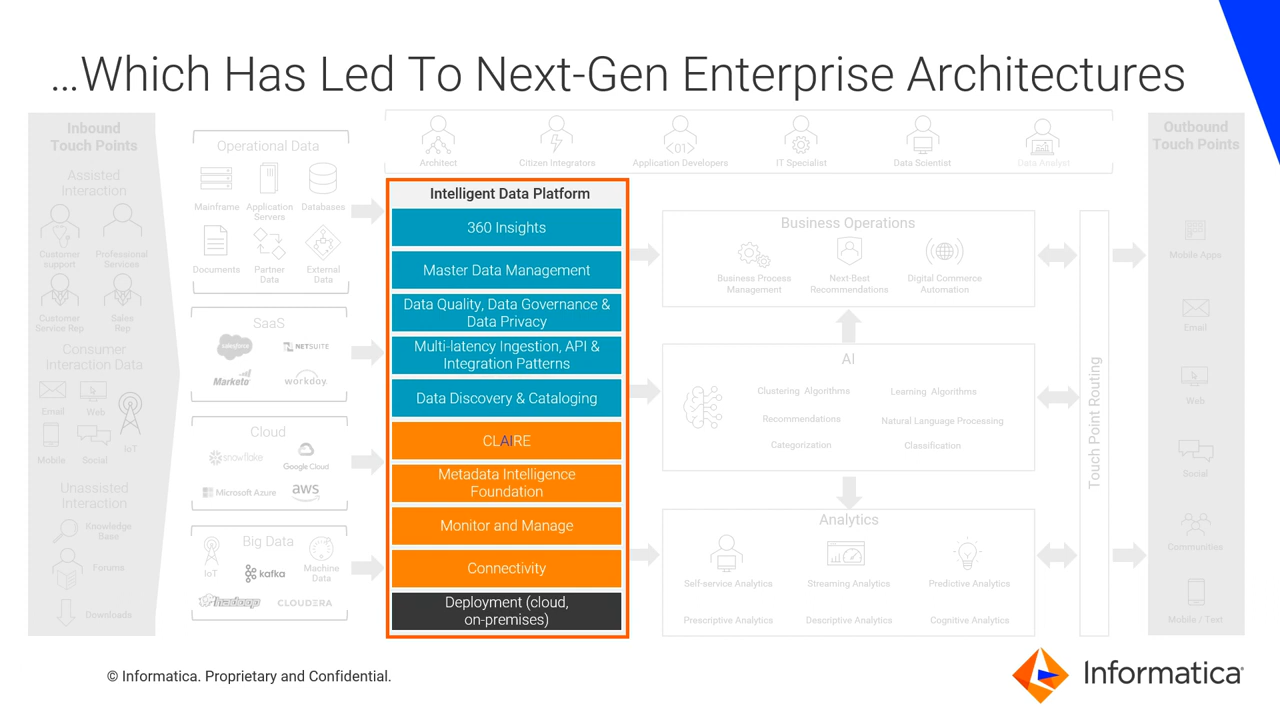 ...Which Has Led To Next-Gen Enterprise Architectures
Inbound
Touch Points
Assisted
Interaction
Customer
support
Professional
Services
Customer
Service Rep
Sales
Rep
Consumer
Interaction Data
Email
Web
IoT
Mobile
Social
Unassisted
Interaction
Knowledge
Base
Forums
Downloads
Operational Data
Mainframe
Application
Servers
Databases
Documents
Partner
Data
External
Data
SaaS
salesforce
NETSUITE
Marketo
workday
Cloud
snowflake
Google Cloud
Microsoft Azure
aws
Big Data
IoT
kafka
Machine
Data
hadoop
CLOUDERA
Architect
Citizen Integrators
<01>
Application Developers
IT Specialist
Data Scientist
Data Analyst
Intelligent Data Platform
360 Insights
Master Data Management
Data Quality, Data Governance &
Data Privacy
Multi-latency Ingestion, API &
Integration Patterns
Data Discovery & Cataloging
CLAIRE
Metadata Intelligence
Foundation
Monitor and Manage
Connectivity
Deployment (cloud,
on-premises)
Business Operations
Business Process
Management
Next-Best
Recommendations
Digital Commerce
Automation
AI
Clustering Algorithms
Learning Algorithms
Recommendations
Natural Language Processing
Categorization
Classification
Analytics
Self-service Analytics
Streaming Analytics
Predictive Analytics
Prescriptive Analytics
Descriptive Analytics
Cognitive Analytics
Touch Point Routing
Outbound
Touch Points
Mobile Apps
Email
Web
Social
Communities
Mobile / Text
© Informatica. Proprietary and Confidential.
Informatica